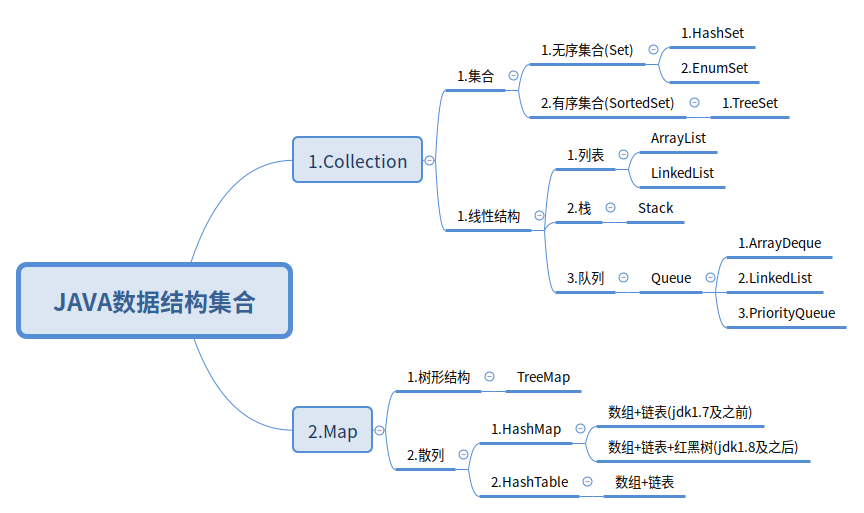 JAVA数据结构集合
1.Collection
1.集合
1.无序集合(Set)
1.HashSet
2.EnumSet
2.有序集合(SortedSet)
1.TreeSet
1.线性结构
1.列表
ArrayList
LinkedList
2.栈
Stack
3.队列
Queue
1.ArrayDeque
2.LinkedList
3.PriorityQueue
2.Map
1.树形结构
TreeMap
2.散列
1.HashMap
数组+链表(jdk1.7及之前)
数组+链表+红黑树(jdk1.8及之后)
2.HashTable
数组+链表